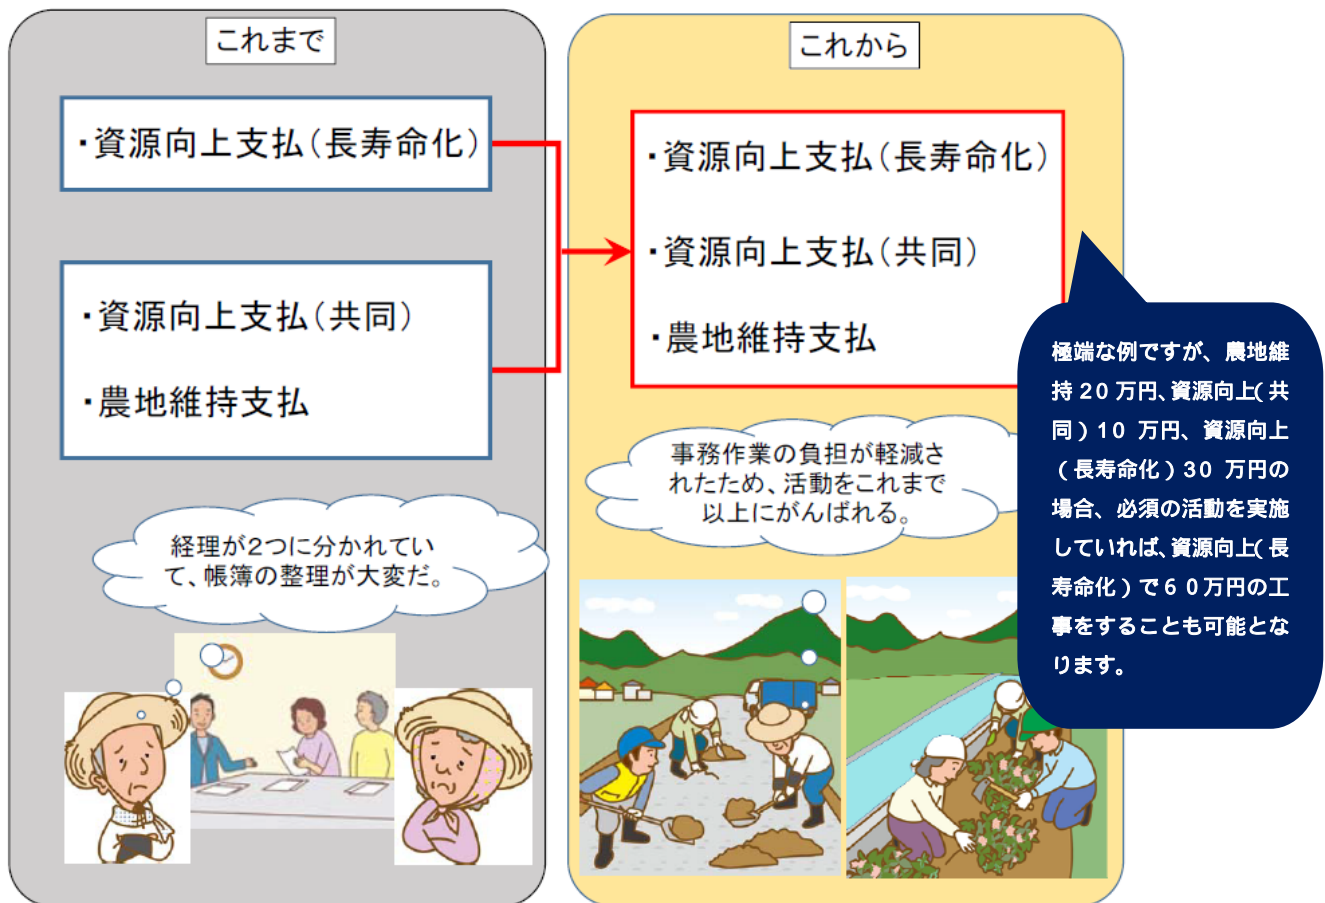 これまで
・資源向上支払(長寿命化)
・資源向上支払(共同)
・農地維持支払
経理が2つに分かれてい
て、帳簿の整理が大変だ。
これから
・資源向上支払(長寿命化)
・資源向上支払(共同)
・農地維持支払
事務作業の負担が軽減さ
れたため、活動をこれまで
以上にがんばれる。
極端な例ですが、農地維
持20万円、資源向上(共
同)10 万円、資源向上
(長寿命化)30 万円の
場合、必須の活動を実施
していれば、資源向上(長
寿命化)で60万円の工
事をすることも可能とな
ります。